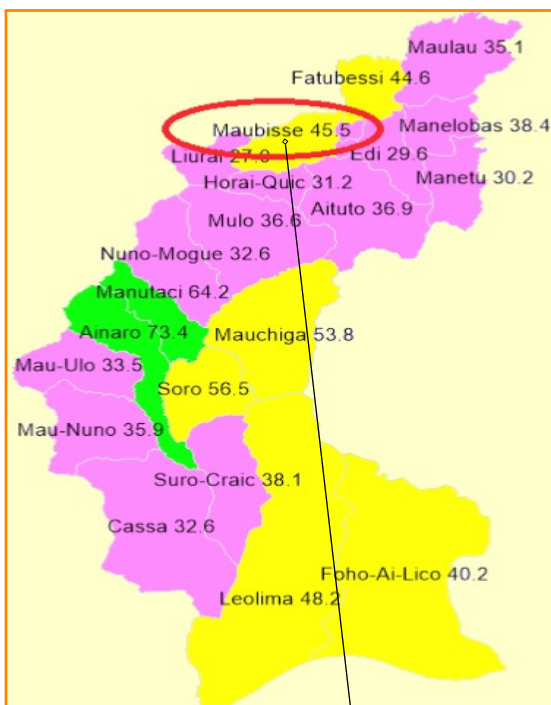 Maulau 35.1
Fatubessi 44.6
Maubisse 45.5
Manelobas 38.4
Liurai
Edi 29.6
Horai-Quic 31.2
Manetu 30.2
Mulo 36.6
Aituto 36.9
Nuno-Mogue 32.6
Manutaci 64.2
Ainaro 73.4
Mauchiga 53.8
Mau-Ulo 33.5
Soro 56.5
Mau-Nuno 35.9
Suro-Craic 38.1
Cassa 32.6
Foho-Ai-Lico 40.2
Leolima 48.2